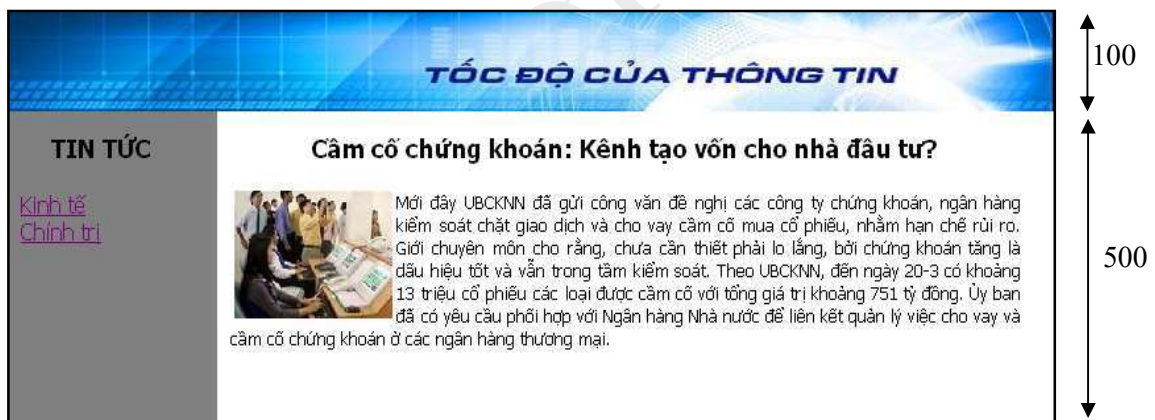 TỐC ĐỘ CỦA THÔNG TIN
100
TIN TỨC
Kinh tế
Chính trị
Cầm cố chứng khoán: Kênh tạo vốn cho nhà đầu tư?
Mới đây UBCKNN đã gửi công văn đề nghị các công ty chứng khoán, ngân hàng
kiểm soát chặt giao dịch và cho vay cầm cố mua cổ phiếu, nhằm hạn chế rủi ro.
Giới chuyên môn cho rằng, chưa cần thiết phải lo lắng, bởi chứng khoán tăng là
dấu hiệu tốt và vẫn trong tầm kiểm soát. Theo UBCKNN, đến ngày 20-3 có khoảng
13 triệu cổ phiếu các loại được cầm cố với tổng giá trị khoảng 751 tỷ đồng. Ủy ban
đã có yêu cầu phối hợp với Ngân hàng Nhà nước để liên kết quản lý việc cho vay và
cầm cố chứng khoán ở các ngân hàng thương mại.
500